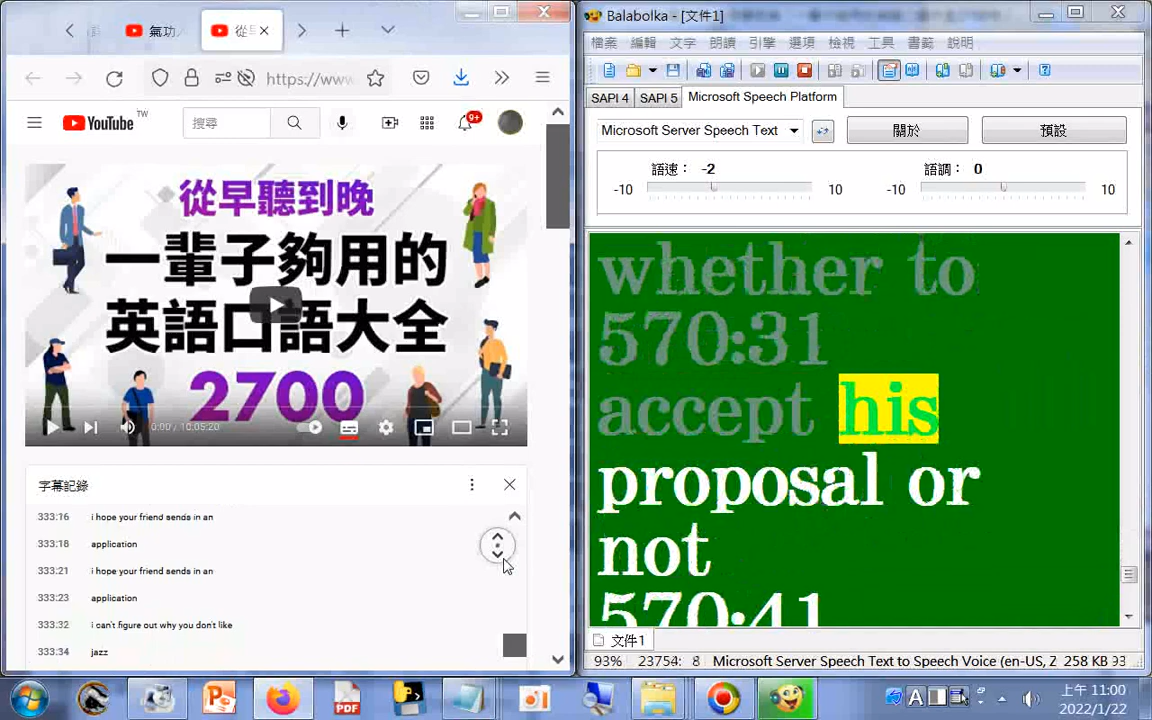 氣功
從
https://www
YouTube TW
搜尋
9+
從早聽到晚
一輩子夠用的
英語口語大全
2700
0:00 / 10:05:20
字幕記錄
333:16 i hope your friend sends in an
333:18 application
333:21 i hope your friend sends in an
333:23 application
333:32 i can't figure out why you don't like
333:34 jazz
Balabolka - [文件1]
檔案 編輯 文字 朗讀 引擎 選項 檢視 工具 書籤 說明
SAPI 4 SAPI 5 Microsoft Speech Platform
Microsoft Server Speech Text 關於 預設
語速: -2 語調: 0
-10 10 -10 10
whether to
570:31
accept his
proposal or
not
570:41
文件1
93% 23754: 8 Microsoft Server Speech Text to Speech Voice (en-US, Z 258 KB
PDF
A
上午 11:00
2022/1/22